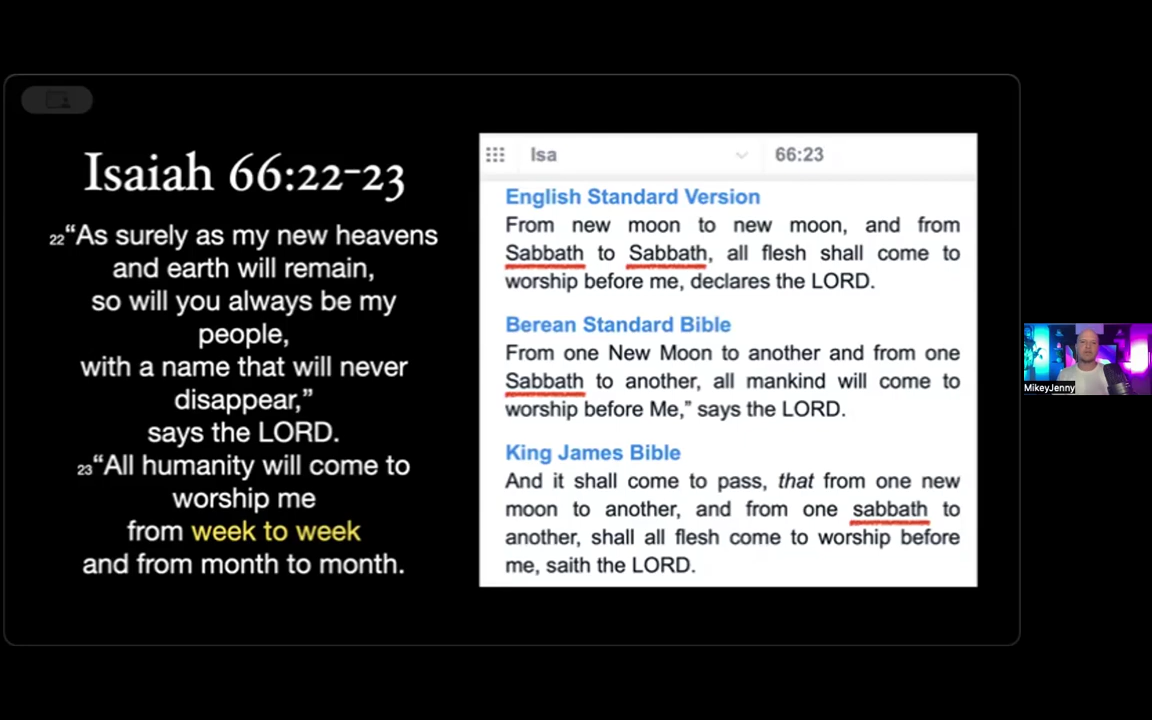 Isaiah 66:22-23
22“As surely as my new heavens
and earth will remain,
so will you always be my
people,
with a name that will never
disappear,”
says the LORD.
23“All humanity will come to
worship me
from week to week
and from month to month.
Isa 66:23
English Standard Version
From new moon to new moon, and from
Sabbath to Sabbath, all flesh shall come to
worship before me, declares the LORD.
Berean Standard Bible
From one New Moon to another and from one
Sabbath to another, all mankind will come to
worship before Me,” says the LORD.
King James Bible
And it shall come to pass, that from one new
moon to another, and from one sabbath to
another, shall all flesh come to worship before
me, saith the LORD.
MikeyJenny